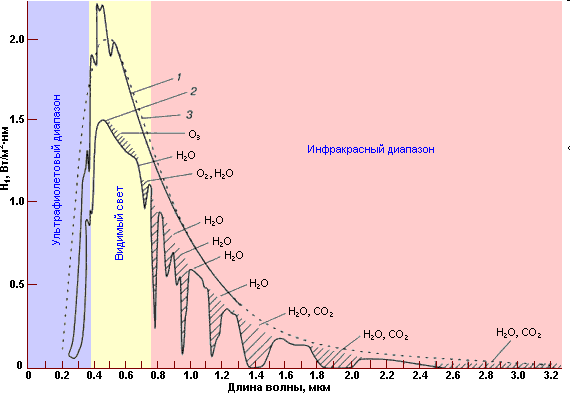 2.0
1.5
1.0
0.5
0
Н₁, Вт/м²·нм
Ультрафиолетовый диапазон
Видимый свет
Инфракрасный диапазон
1
2
3
O₃
H₂O
O₂, H₂O
H₂O
H₂O
H₂O
H₂O
H₂O, CO₂
H₂O, CO₂
H₂O, CO₂
0 0.2 0.4 0.6 0.8 1.0 1.2 1.4 1.6 1.8 2.0 2.2 2.4 2.6 2.8 3.0 3.2
Длина волны, мкм